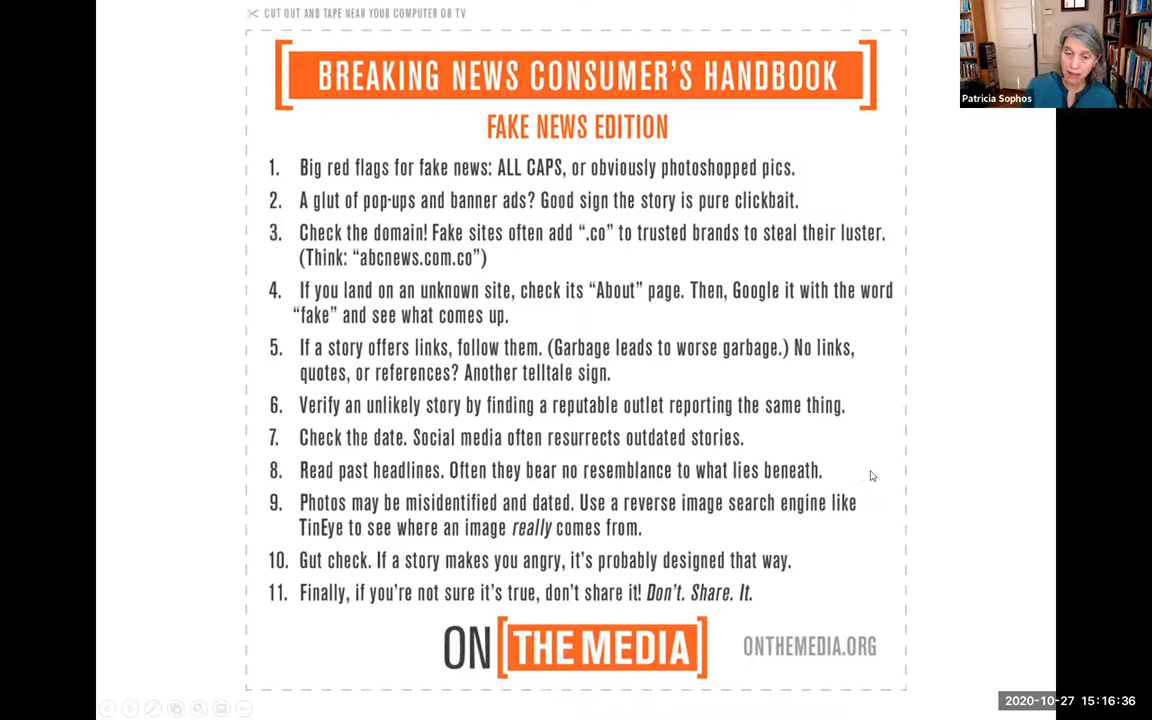 CUT OUT AND TAPE NEAR YOUR COMPUTER OR TV
BREAKING NEWS CONSUMER'S HANDBOOK
FAKE NEWS EDITION
1. Big red flags for fake news: ALL CAPS, or obviously photoshopped pics.
2. A glut of pop-ups and banner ads? Good sign the story is pure clickbait.
3. Check the domain! Fake sites often add “.co” to trusted brands to steal their luster.
(Think: “abcnews.com.co”)
4. If you land on an unknown site, check its “About” page. Then, Google it with the word
“fake” and see what comes up.
5. If a story offers links, follow them. (Garbage leads to worse garbage.) No links,
quotes, or references? Another telltale sign.
6. Verify an unlikely story by finding a reputable outlet reporting the same thing.
7. Check the date. Social media often resurrects outdated stories.
8. Read past headlines. Often they bear no resemblance to what lies beneath.
9. Photos may be misidentified and dated. Use a reverse image search engine like
TinEye to see where an image really comes from.
10. Gut check. If a story makes you angry, it’s probably designed that way.
11. Finally, if you’re not sure it’s true, don’t share it! Don’t. Share. It.
ON THE MEDIA
ONTHEMEDIA.ORG
Patricia Sophos
2020-10-27 15:16:36